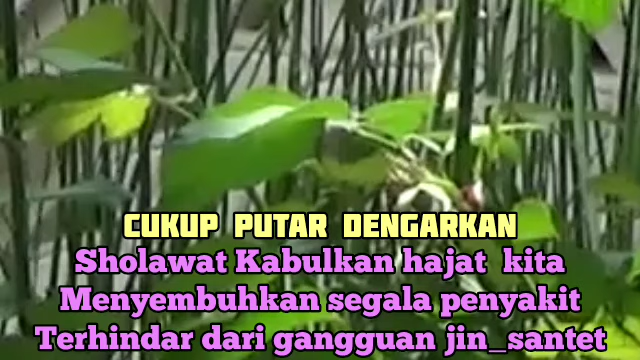 CUKUP PUTAR DENGARKAN
Sholawat Kabulkan hajat kita
Menyembuhkan segala penyakit
Terhindar dari gangguan jin_santet